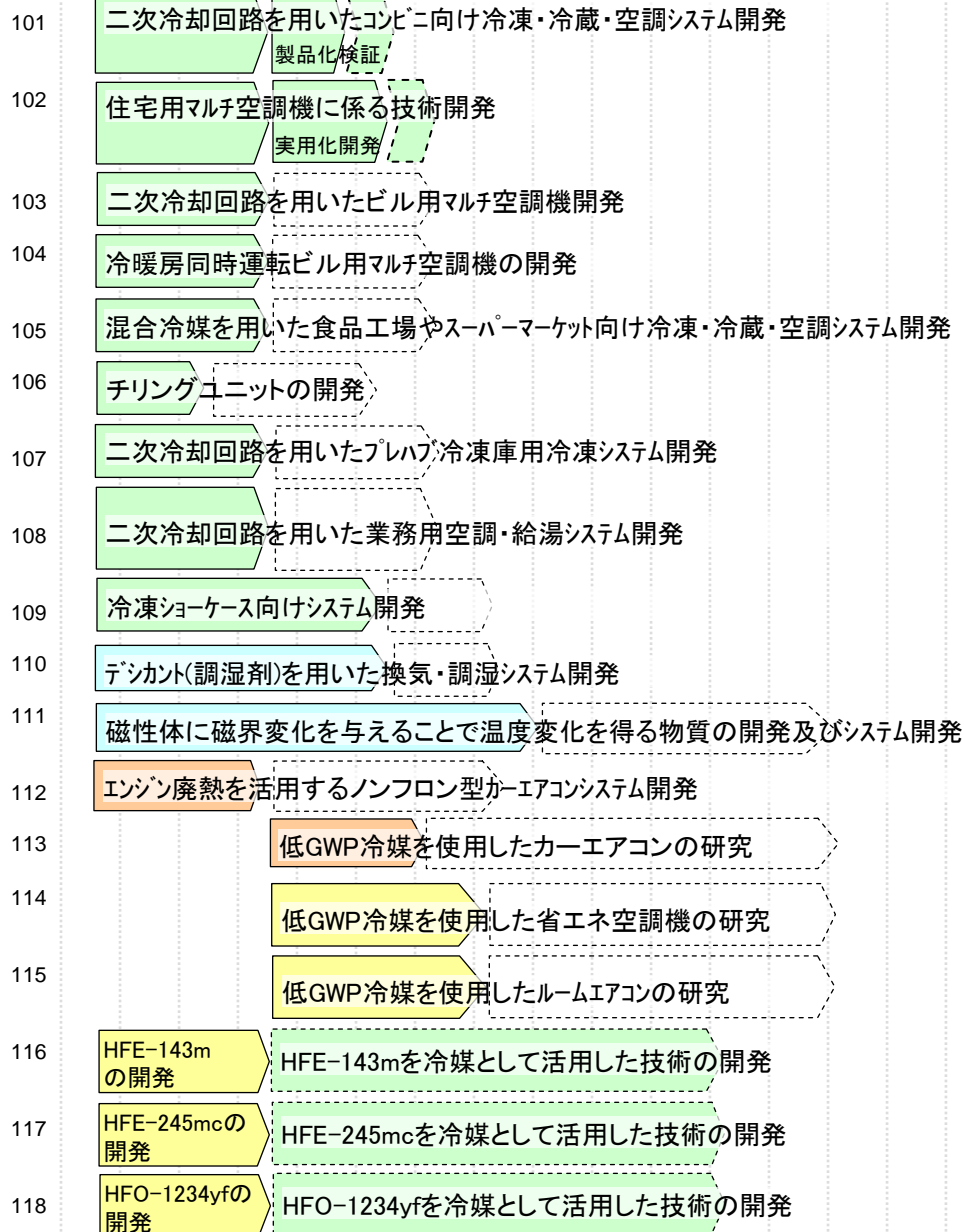 101
二次冷却回路を用いたコンビニ向け冷凍・冷蔵・空調システム開発
製品化検証
102
住宅用マルチ空調機に係る技術開発
実用化開発
103
二次冷却回路を用いたビル用マルチ空調機開発
104
冷暖房同時運転ビル用マルチ空調機の開発
105
混合冷媒を用いた食品工場やスーパーマーケット向け冷凍・冷蔵・空調システム開発
106
チリングユニットの開発
107
二次冷却回路を用いたプレハブ冷凍庫用冷凍システム開発
108
二次冷却回路を用いた業務用空調・給湯システム開発
109
冷凍ショーケース向けシステム開発
110
デシカント(調湿剤)を用いた換気・調湿システム開発
111
磁性体に磁界変化を与えることで温度変化を得る物質の開発及びシステム開発
112
エンジン廃熱を活用するノンフロン型カーエアコンシステム開発
113
低GWP冷媒を使用したカーエアコンの研究
114
低GWP冷媒を使用した省エネ空調機の研究
115
低GWP冷媒を使用したルームエアコンの研究
116
HFE-143m
の開発
HFE-143mを冷媒として活用した技術の開発
117
HFE-245mcの
開発
HFE-245mcを冷媒として活用した技術の開発
118
HFO-1234yfの
開発
HFO-1234yfを冷媒として活用した技術の開発